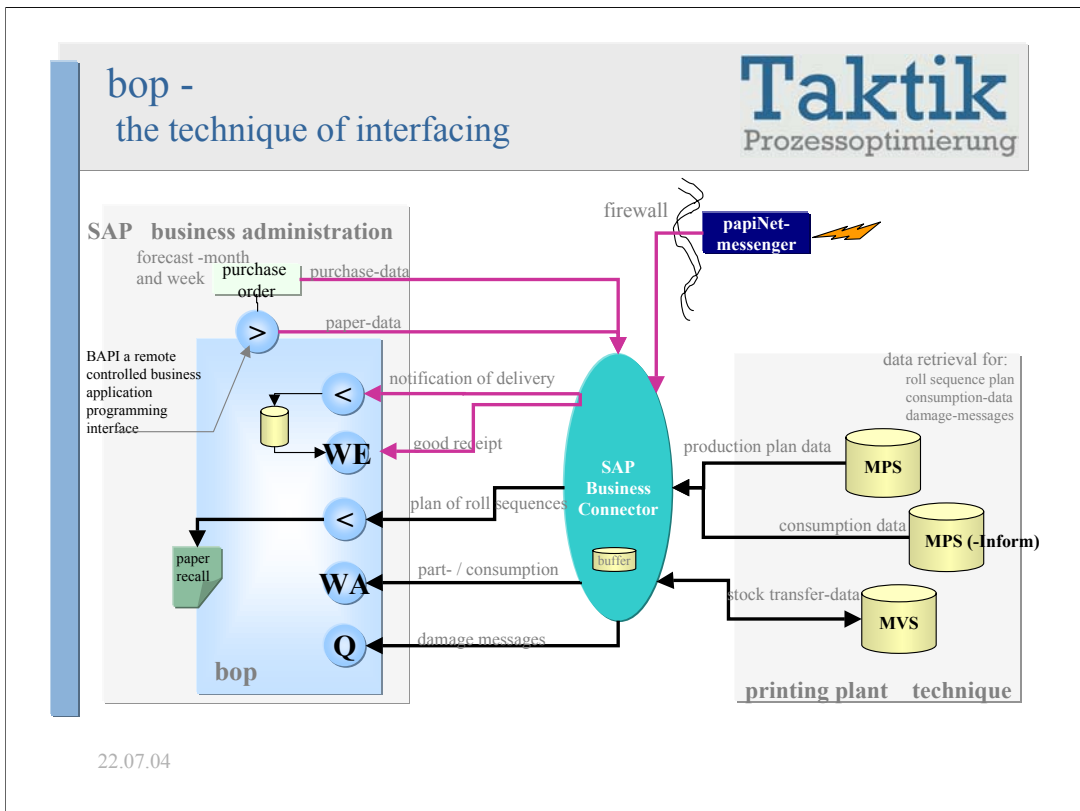 bop -
the technique of interfacing
Taktik
Prozessoptimierung
firewall
papiNet-
messenger
SAP business administration
forecast -month
and week
purchase
order
purchase-data
>
paper-data
BAPI a remote
controlled business
application
programming
interface
<
notification of delivery
WE
good receipt
<
plan of roll sequences
paper
recall
WA
part- / consumption
Q
damage messages
bop
SAP
Business
Connector
buffer
data retrieval for:
roll sequence plan
consumption-data
damage-messages
production plan data
MPS
consumption data
MPS (-Inform)
stock transfer-data
MVS
printing plant technique
22.07.04